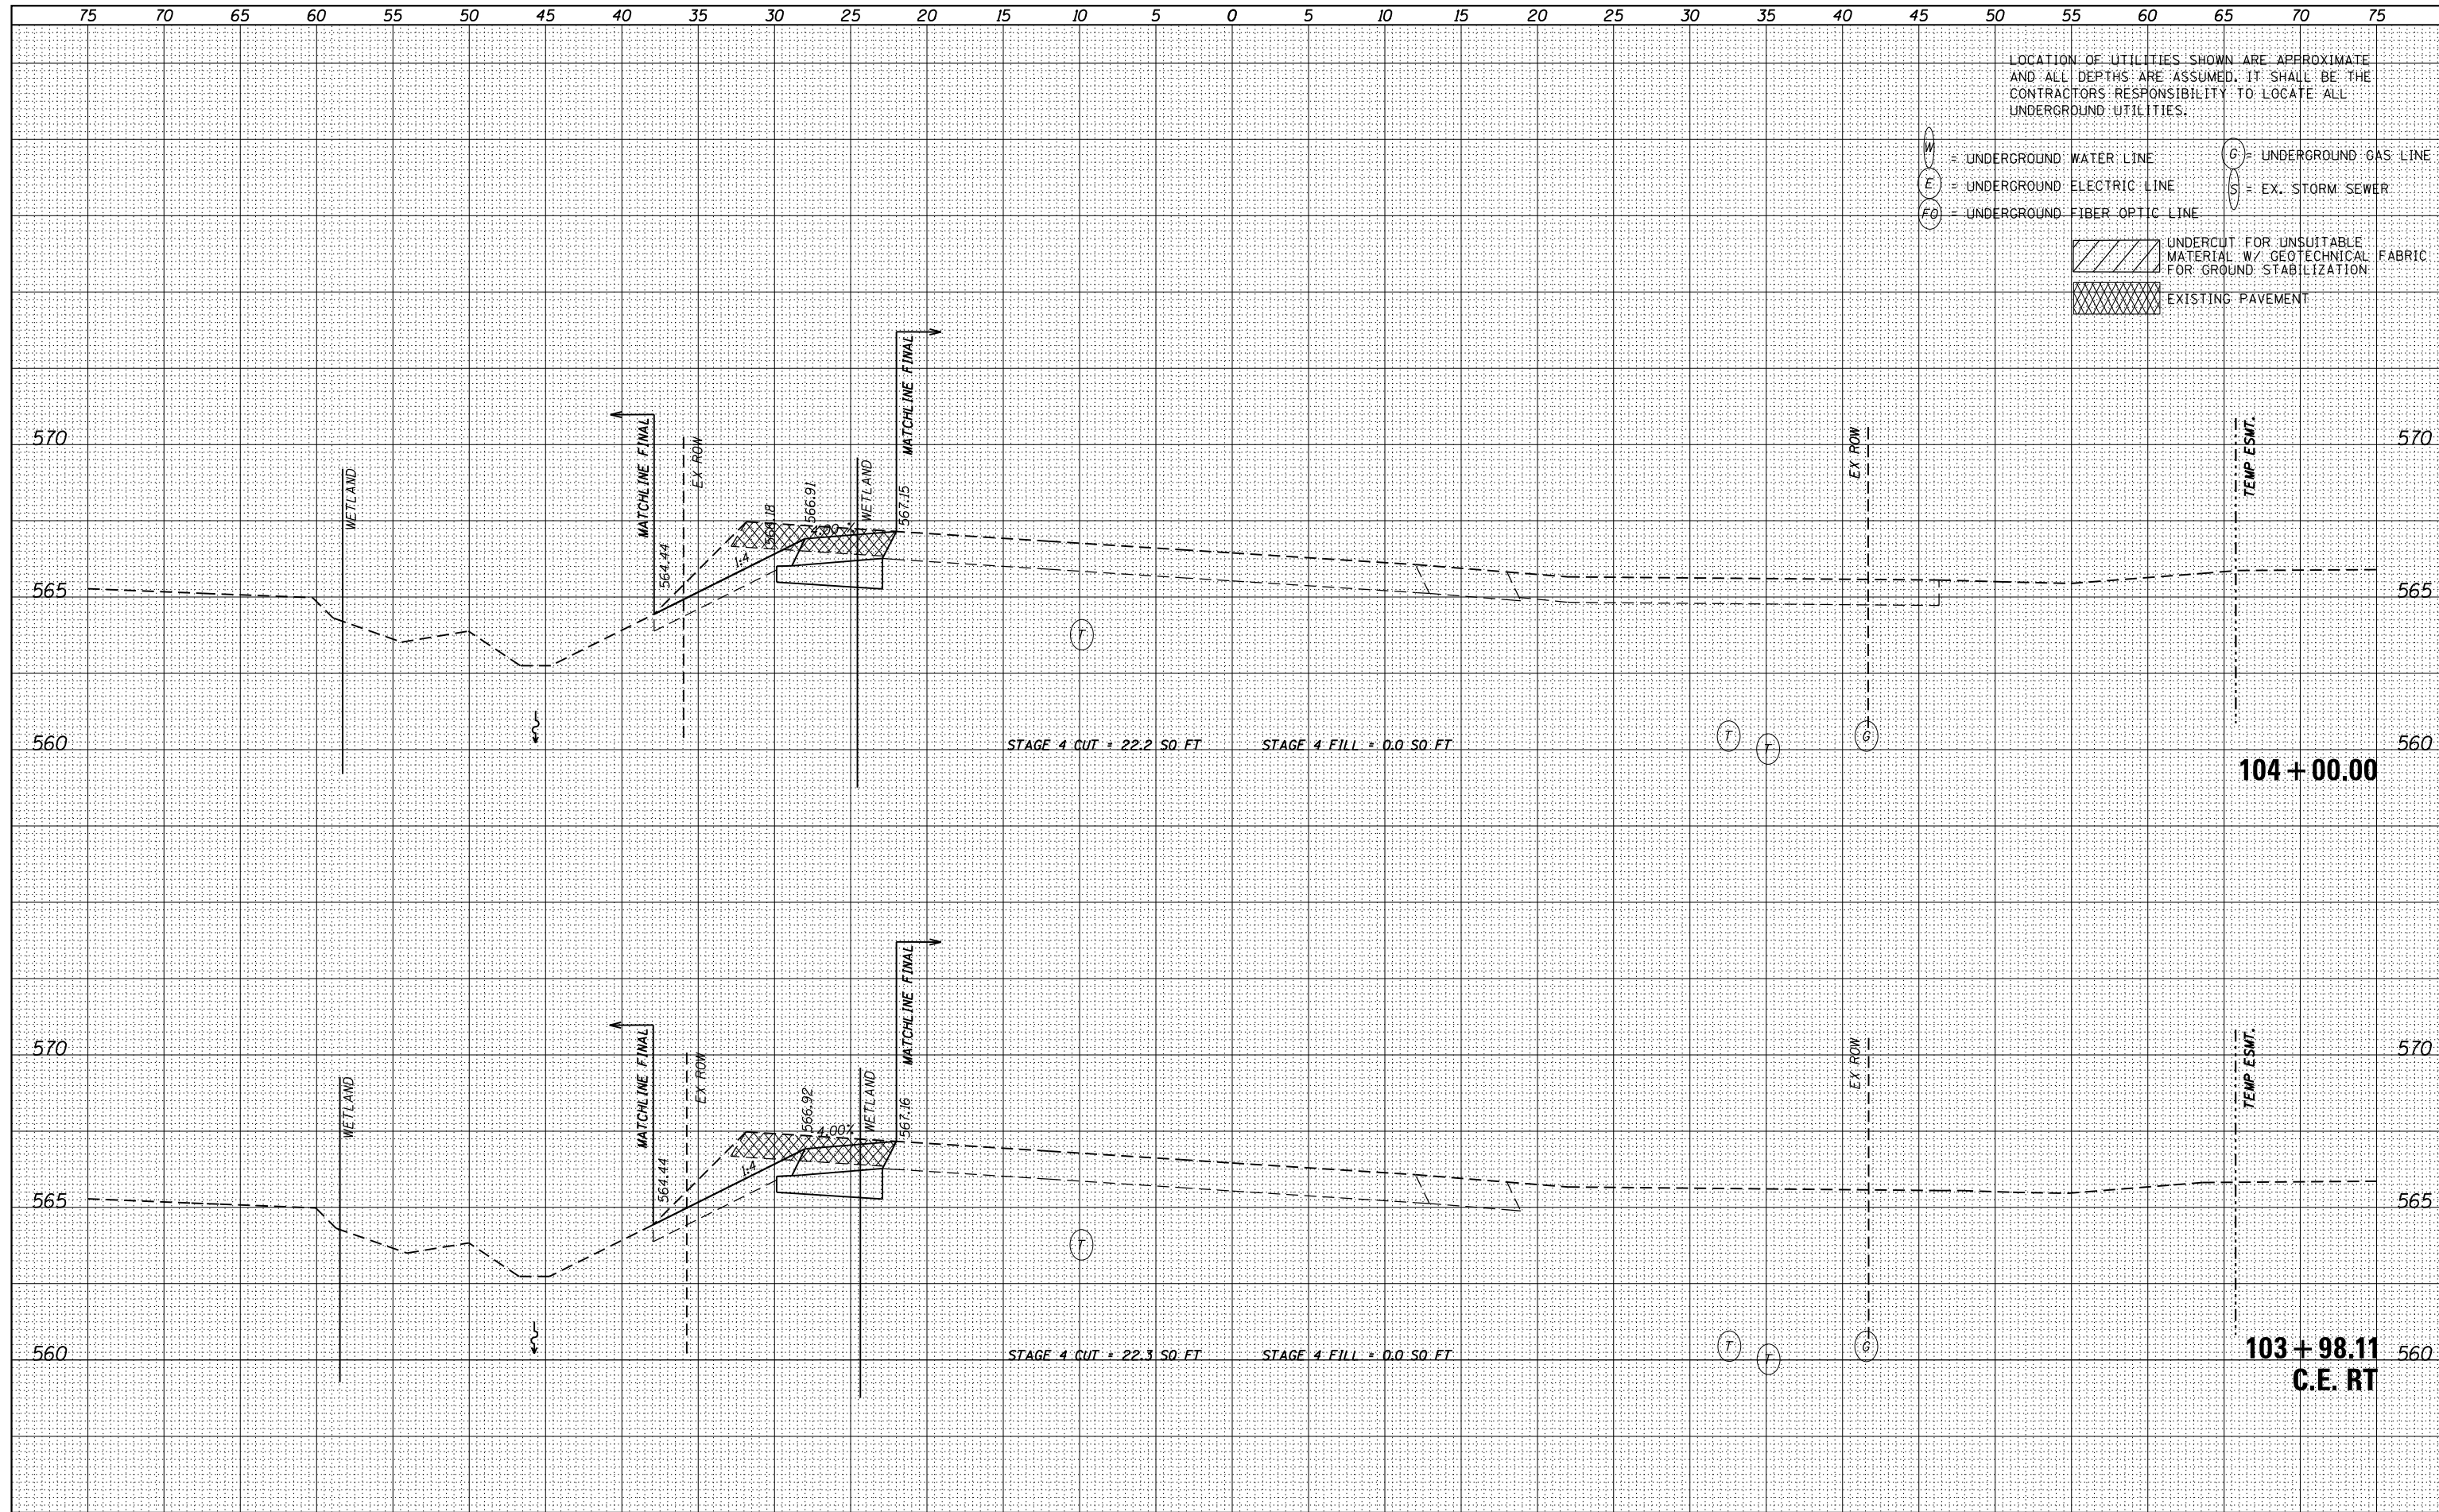 75 70 65 60 55 50 45 40 35 30 25 20 15 10 5 0 5 10 15 20 25 30 35 40 45 50 55 60 65 70 75
LOCATION OF UTILITIES SHOWN ARE APPROXIMATE
AND ALL DEPTHS ARE ASSUMED. IT SHALL BE THE
CONTRACTORS RESPONSIBILITY TO LOCATE ALL
UNDERGROUND UTILITIES.
W = UNDERGROUND WATER LINE
G = UNDERGROUND GAS LINE
E = UNDERGROUND ELECTRIC LINE
S = EX. STORM SEWER
FO = UNDERGROUND FIBER OPTIC LINE
UNDERCUT FOR UNSUITABLE
MATERIAL W/ GEOTECHNICAL FABRIC
FOR GROUND STABILIZATION
EXISTING PAVEMENT
570
WETLAND
MATCHLINE FINAL
564.44
EX ROW
566.91
4.00 %
WETLAND
567.15
MATCHLINE FINAL
EX ROW
TEMP ESMT.
570
1:4
565
565
T
T
T
G
560
STAGE 4 CUT = 22.2 SQ FT
STAGE 4 FILL = 0.0 SQ FT
560
104 + 00.00
570
WETLAND
MATCHLINE FINAL
564.44
EX ROW
566.92
4.00%
WETLAND
567.16
MATCHLINE FINAL
EX ROW
TEMP ESMT.
570
1:4
565
565
T
T
T
G
560
STAGE 4 CUT = 22.3 SQ FT
STAGE 4 FILL = 0.0 SQ FT
103 + 98.11
560
C.E. RT